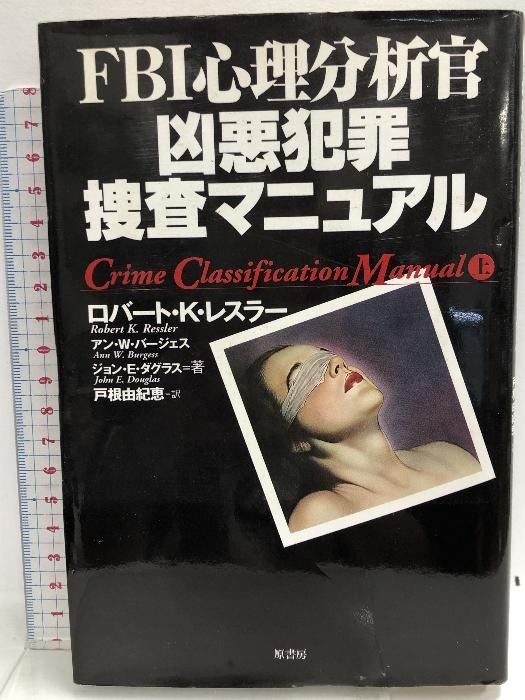 FBI心理分析官
凶悪犯罪
捜査マニュアル
Crime Classification Manual 上
ロバート・K・レスラー
Robert K. Ressler
アン・W・バージェス
Ann W. Burgess
ジョン・E・ダグラス=著
John E. Douglas
戸根由紀恵-訳
原書房